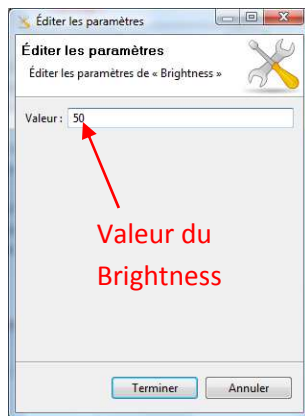 Éditer les paramètres
Éditer les paramètres
Éditer les paramètres de « Brightness »
Valeur : 50
Valeur du
Brightness
Terminer Annuler